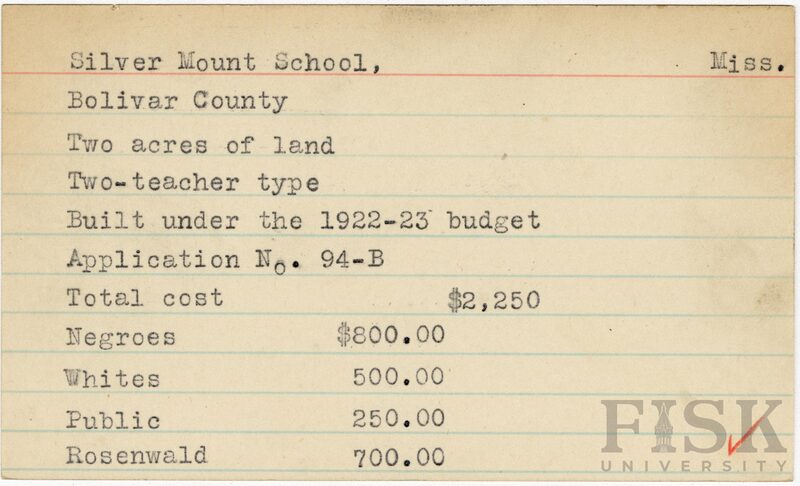 Silver Mount School, Miss.
Bolivar County
Two acres of land
Two-teacher type
Built under the 1922-23 budget
Application No. 94-B
Total cost $2,250
Negroes $800.00
Whites 500.00
Public 250.00
Rosenwald 700.00
FISK
UNIVERSITY